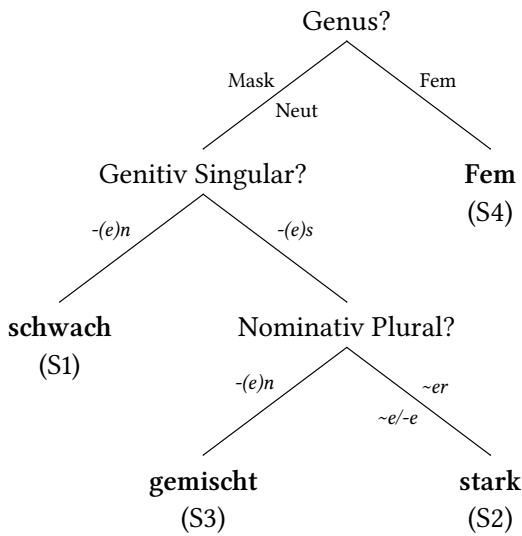 Genus?
Mask
Neut
Fem
Genitiv Singular?
Fem
(S4)
-(e)n
-(e)s
schwach
(S1)
Nominativ Plural?
-(e)n
~er
~e/-e
gemischt
(S3)
stark
(S2)